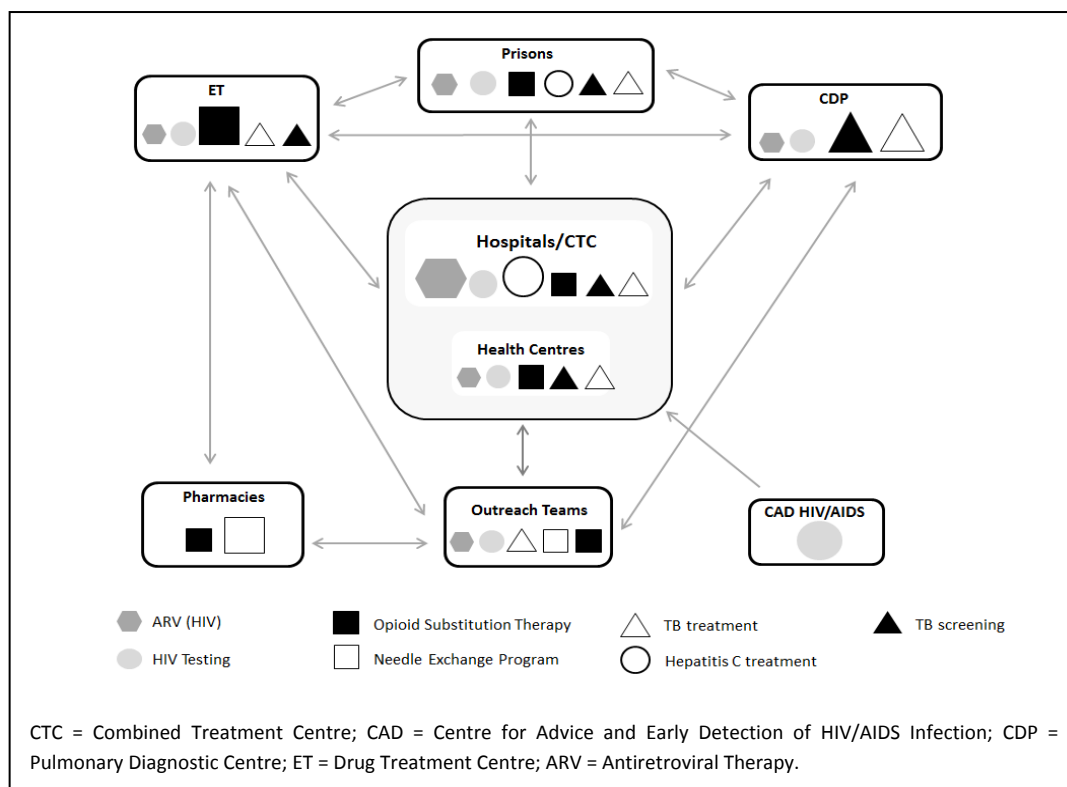 Prisons
ET
CDP
Hospitals/CTC
Health Centres
Pharmacies
Outreach Teams
CAD HIV/AIDS
ARV (HIV)
Opioid Substitution Therapy
TB treatment
TB screening
HIV Testing
Needle Exchange Program
Hepatitis C treatment
CTC = Combined Treatment Centre; CAD = Centre for Advice and Early Detection of HIV/AIDS Infection; CDP =
Pulmonary Diagnostic Centre; ET = Drug Treatment Centre; ARV = Antiretroviral Therapy.